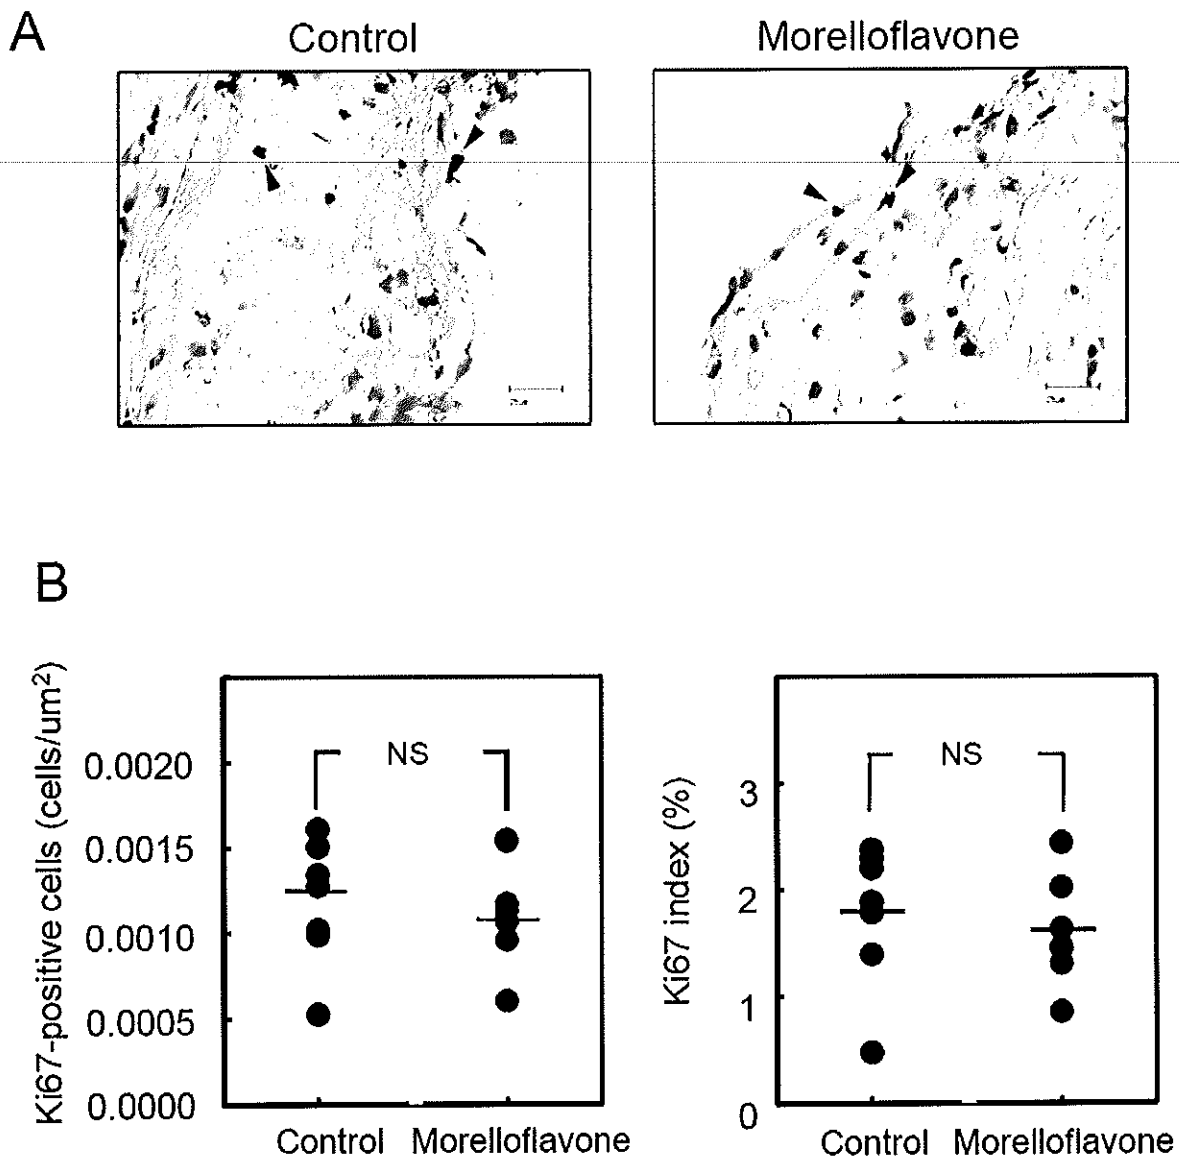 A
Control
Morelloflavone
B
Ki67-positive cells (cells/um²)
0.0020
0.0015
0.0010
0.0005
0.0000
NS
Control
Morelloflavone
Ki67 index (%)
3
2
1
0
NS
Control
Morelloflavone